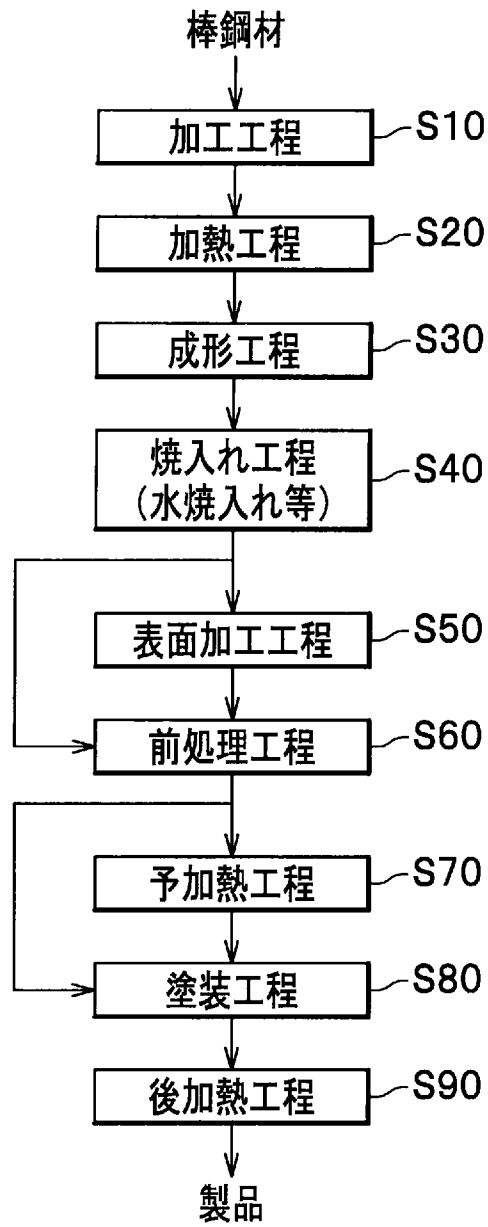 棒鋼材
加工工程
S10
加熱工程
S20
成形工程
S30
焼入れ工程
(水焼入れ等)
S40
表面加工工程
S50
前処理工程
S60
予加熱工程
S70
塗装工程
S80
後加熱工程
S90
製品